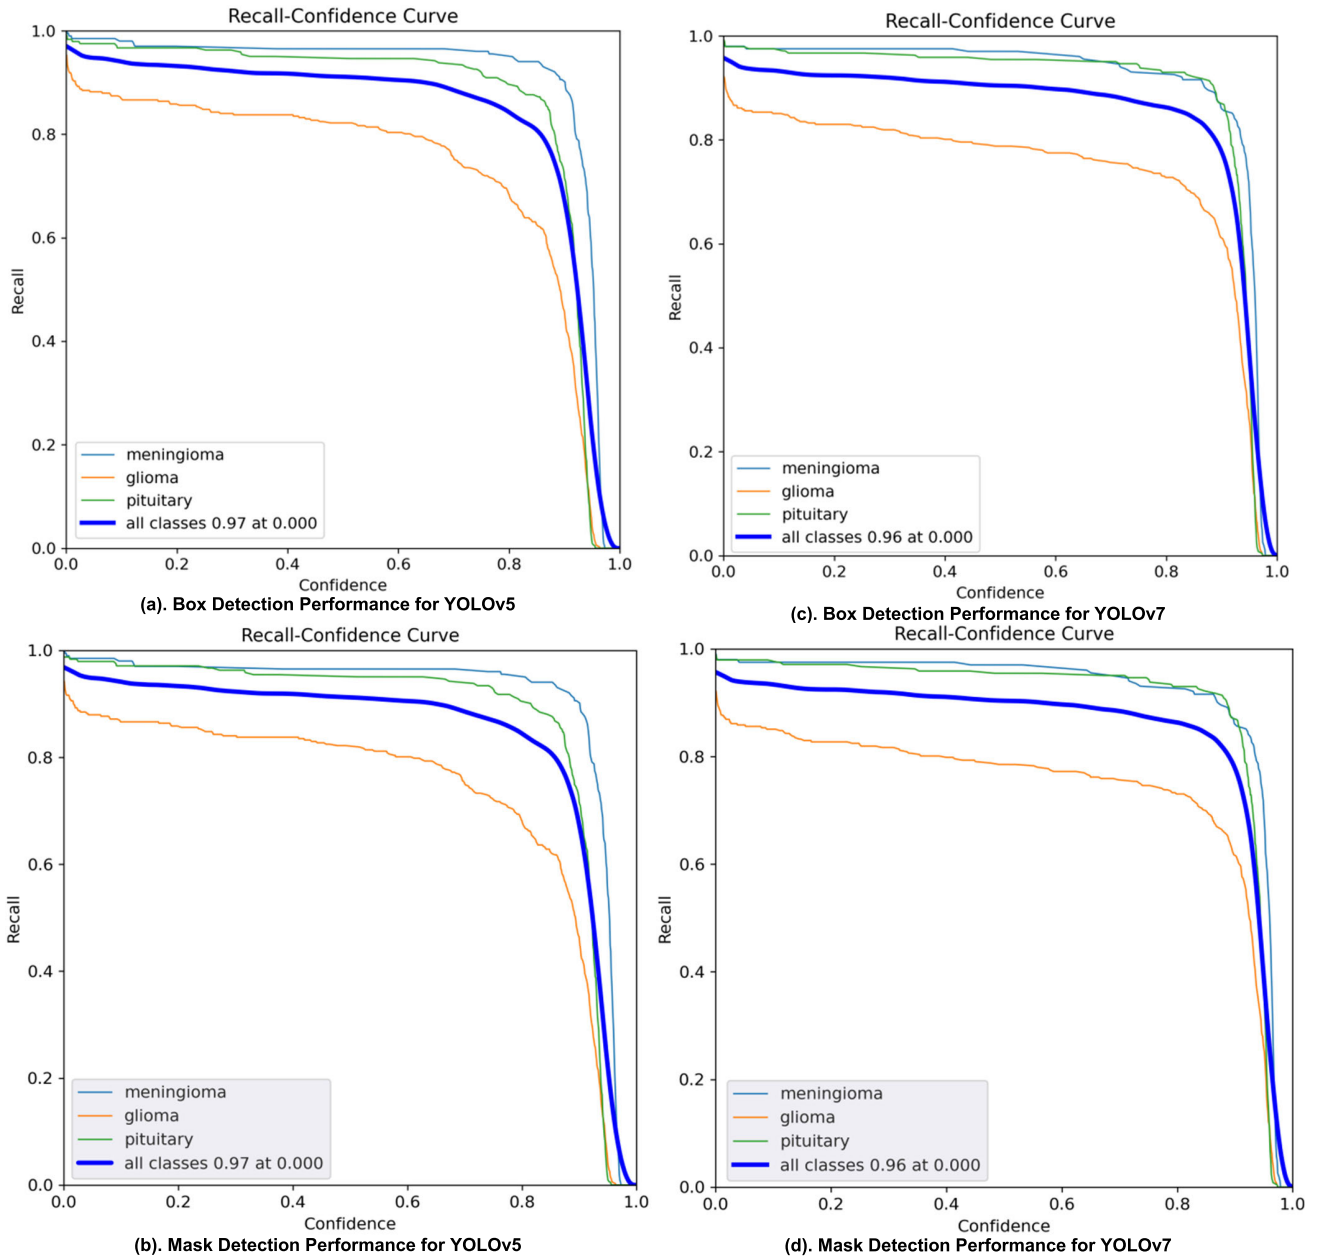 Recall-Confidence Curve
1.0
0.8
0.6
0.4
0.2
0.0
Recall
meningioma
glioma
pituitary
all classes 0.97 at 0.000
0.0 0.2 0.4 0.6 0.8 1.0
Confidence
(a). Box Detection Performance for YOLOv5
Recall-Confidence Curve
1.0
0.8
0.6
0.4
0.2
0.0
Recall
meningioma
glioma
pituitary
all classes 0.96 at 0.000
0.0 0.2 0.4 0.6 0.8 1.0
Confidence
(c). Box Detection Performance for YOLOv7
Recall-Confidence Curve
1.0
0.8
0.6
0.4
0.2
0.0
Recall
meningioma
glioma
pituitary
all classes 0.97 at 0.000
0.0 0.2 0.4 0.6 0.8 1.0
Confidence
(b). Mask Detection Performance for YOLOv5
Recall-Confidence Curve
1.0
0.8
0.6
0.4
0.2
0.0
Recall
meningioma
glioma
pituitary
all classes 0.96 at 0.000
0.0 0.2 0.4 0.6 0.8 1.0
Confidence
(d). Mask Detection Performance for YOLOv7